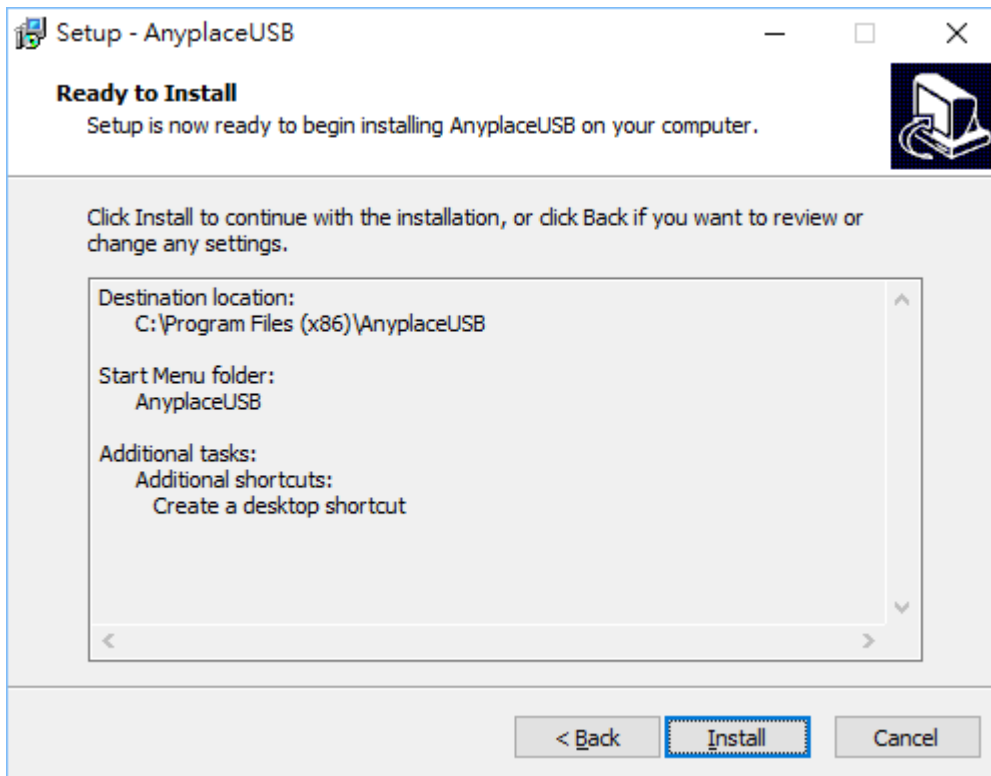 Setup - AnyplaceUSB
Ready to Install
Setup is now ready to begin installing AnyplaceUSB on your computer.
Click Install to continue with the installation, or click Back if you want to review or
change any settings.
Destination location:
C:\Program Files (x86)\AnyplaceUSB
Start Menu folder:
AnyplaceUSB
Additional tasks:
Additional shortcuts:
Create a desktop shortcut
< Back
Install
Cancel